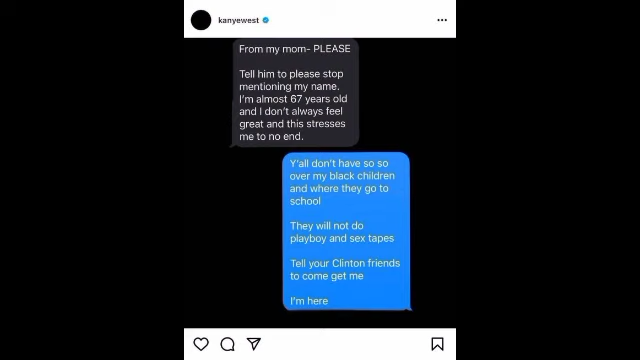 kanyewest
From my mom- PLEASE
Tell him to please stop
mentioning my name.
I'm almost 67 years old
and I don't always feel
great and this stresses
me to no end.
Y'all don't have so so
over my black children
and where they go to
school
They will not do
playboy and sex tapes
Tell your Clinton friends
to come get me
I'm here